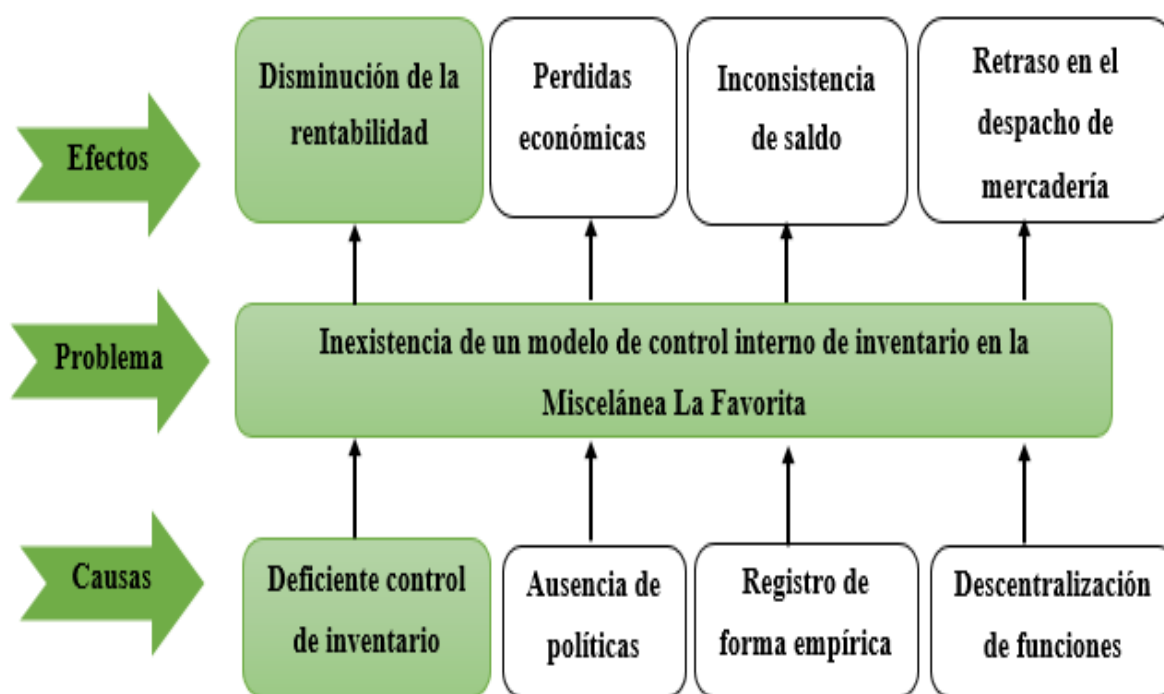 Efectos
Disminución de la
rentabilidad
Perdidas
económicas
Inconsistencia
de saldo
Retraso en el
despacho de
mercadería
Problema
Inexistencia de un modelo de control interno de inventario en la
Miscelánea La Favorita
Causas
Deficiente control
de inventario
Ausencia de
políticas
Registro de
forma empírica
Descentralización
de funciones